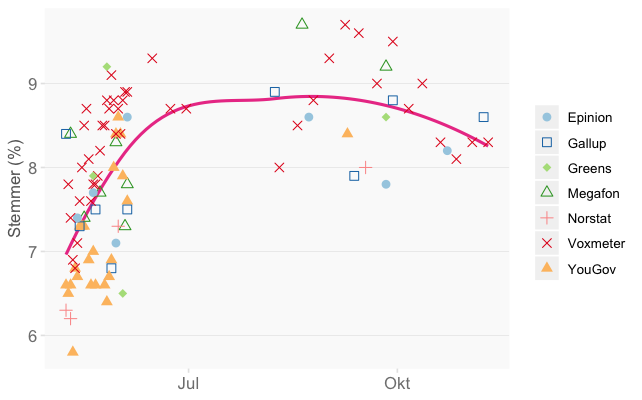 9
8
7
6
Stemmer (%)
Jul
Okt
Epinion
Gallup
Greens
Megafon
Norstat
Voxmeter
YouGov